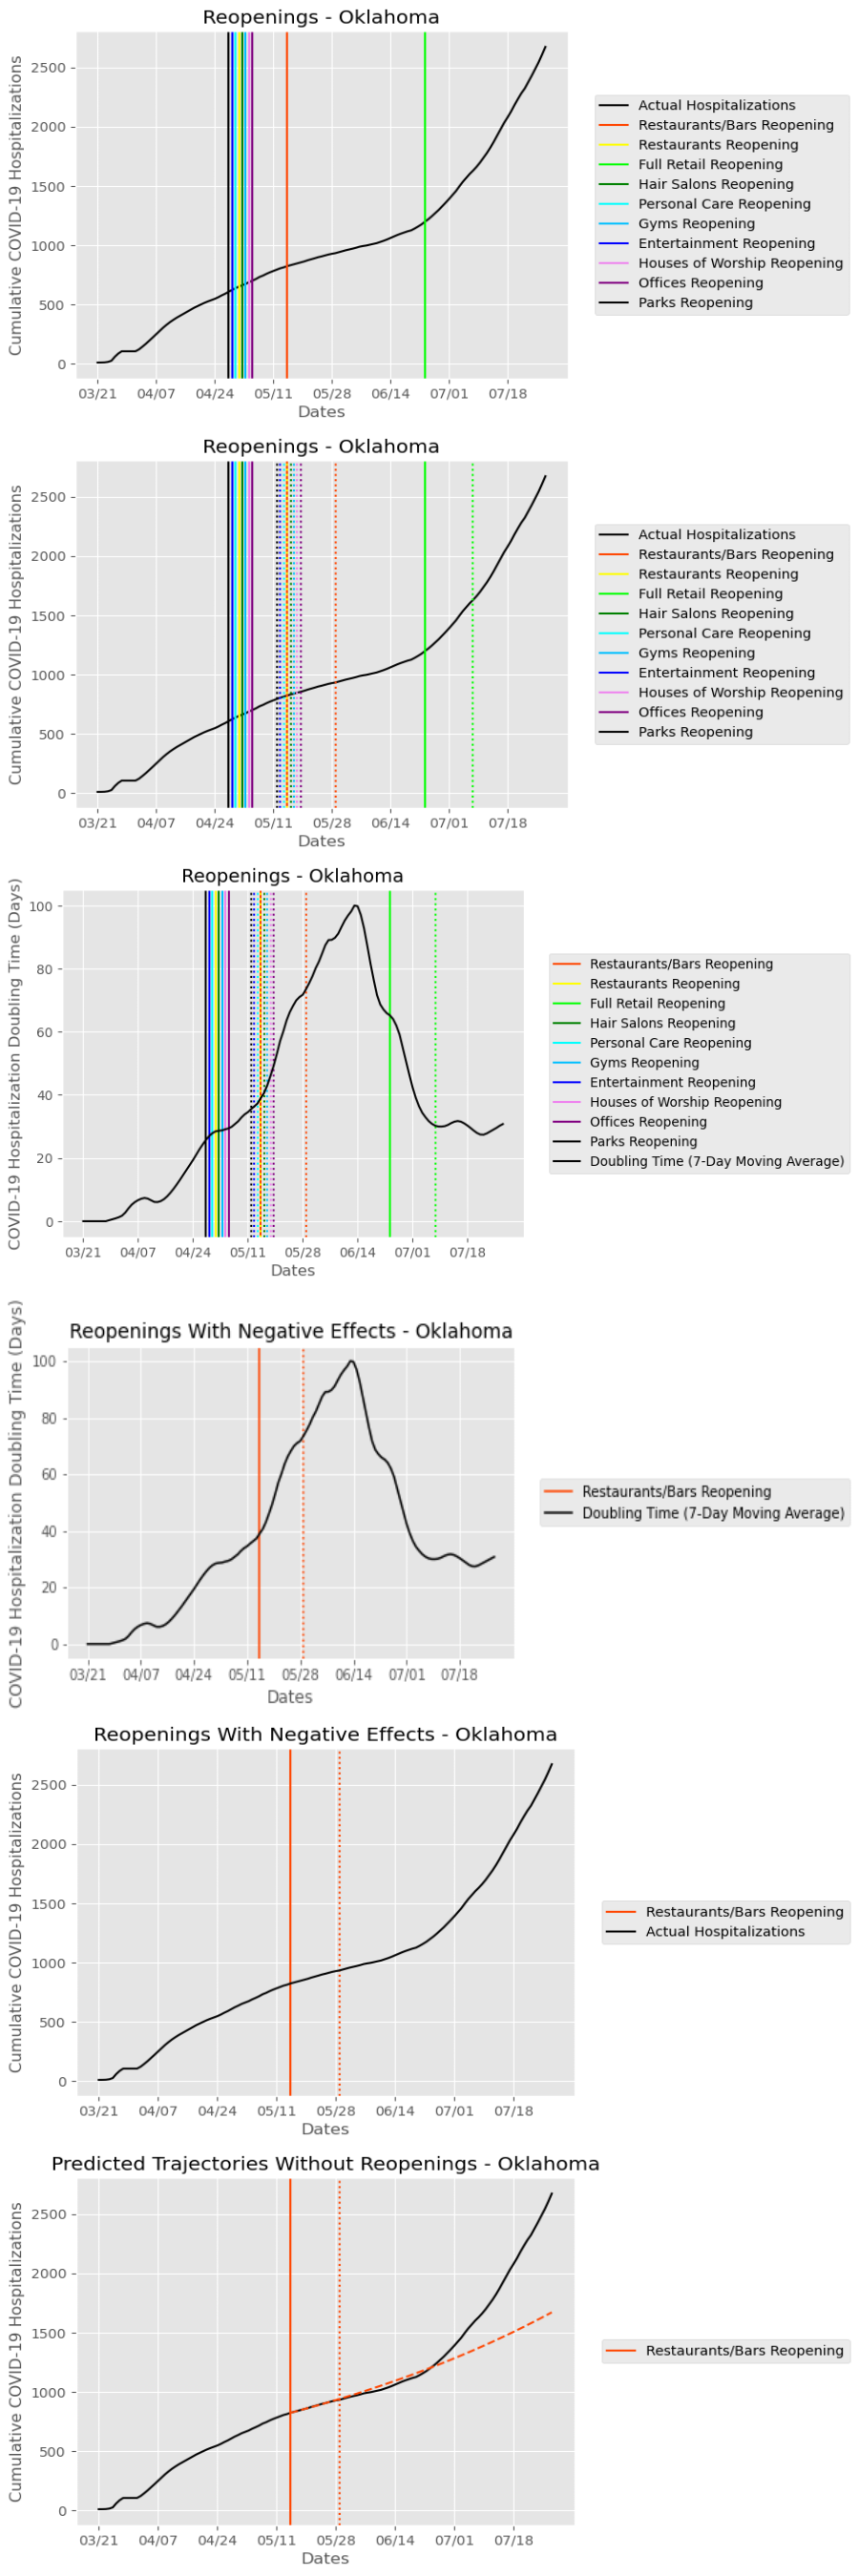 Reopenings - Oklahoma
Cumulative COVID-19 Hospitalizations
2500
2000
1500
1000
500
0
03/21 04/07 04/24 05/11 05/28 06/14 07/01 07/18
Dates
Actual Hospitalizations
Restaurants/Bars Reopening
Restaurants Reopening
Full Retail Reopening
Hair Salons Reopening
Personal Care Reopening
Gyms Reopening
Entertainment Reopening
Houses of Worship Reopening
Offices Reopening
Parks Reopening
Reopenings - Oklahoma
Cumulative COVID-19 Hospitalizations
2500
2000
1500
1000
500
0
03/21 04/07 04/24 05/11 05/28 06/14 07/01 07/18
Dates
Actual Hospitalizations
Restaurants/Bars Reopening
Restaurants Reopening
Full Retail Reopening
Hair Salons Reopening
Personal Care Reopening
Gyms Reopening
Entertainment Reopening
Houses of Worship Reopening
Offices Reopening
Parks Reopening
Reopenings - Oklahoma
COVID-19 Hospitalization Doubling Time (Days)
100
80
60
40
20
0
03/21 04/07 04/24 05/11 05/28 06/14 07/01 07/18
Dates
Restaurants/Bars Reopening
Restaurants Reopening
Full Retail Reopening
Hair Salons Reopening
Personal Care Reopening
Gyms Reopening
Entertainment Reopening
Houses of Worship Reopening
Offices Reopening
Parks Reopening
Doubling Time (7-Day Moving Average)
Reopenings With Negative Effects - Oklahoma
COVID-19 Hospitalization Doubling Time (Days)
100
80
60
40
20
0
03/21 04/07 04/24 05/11 05/28 06/14 07/01 07/18
Dates
Restaurants/Bars Reopening
Doubling Time (7-Day Moving Average)
Reopenings With Negative Effects - Oklahoma
Cumulative COVID-19 Hospitalizations
2500
2000
1500
1000
500
0
03/21 04/07 04/24 05/11 05/28 06/14 07/01 07/18
Dates
Restaurants/Bars Reopening
Actual Hospitalizations
Predicted Trajectories Without Reopenings - Oklahoma
Cumulative COVID-19 Hospitalizations
2500
2000
1500
1000
500
0
03/21 04/07 04/24 05/11 05/28 06/14 07/01 07/18
Dates
Restaurants/Bars Reopening